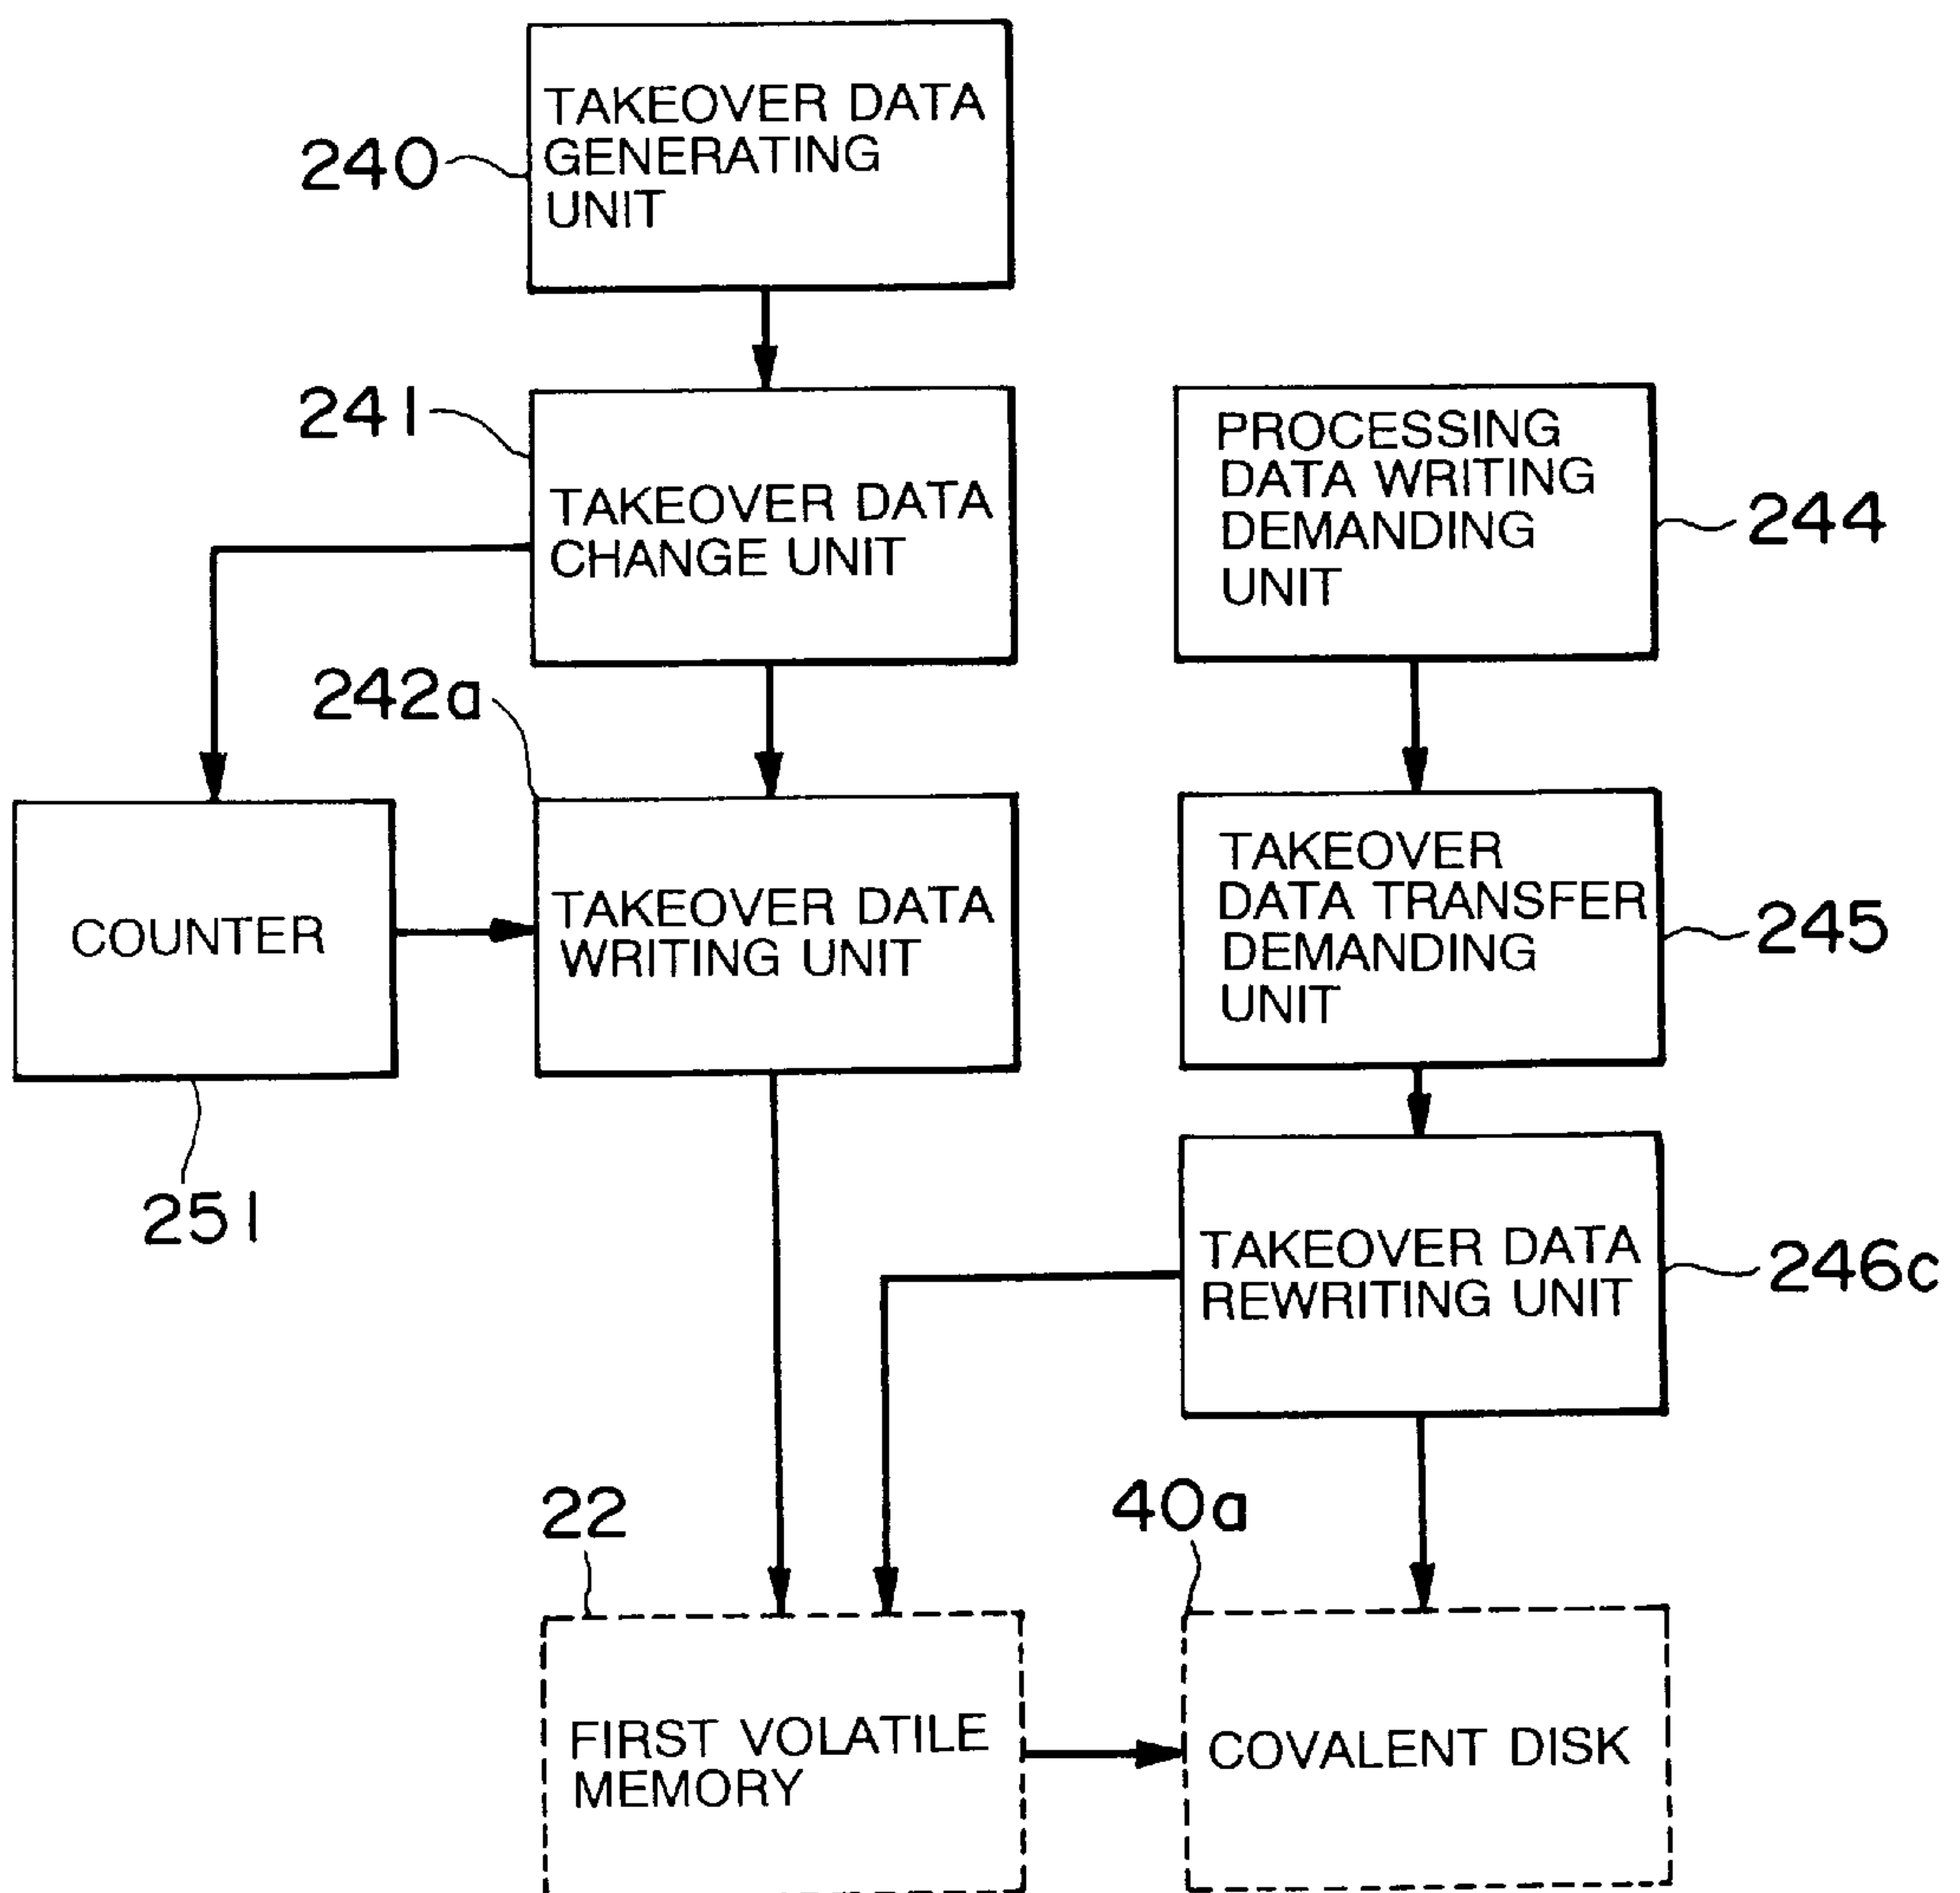 TAKEOVER DATA
GENERATING
UNIT
240
241
TAKEOVER DATA
CHANGE UNIT
PROCESSING
DATA WRITING
DEMANDING
UNIT
244
242a
COUNTER
251
TAKEOVER DATA
WRITING UNIT
TAKEOVER
DATA TRANSFER
DEMANDING
UNIT
245
TAKEOVER DATA
REWRITING UNIT
246c
22
40a
FIRST VOLATILE
MEMORY
COVALENT DISK